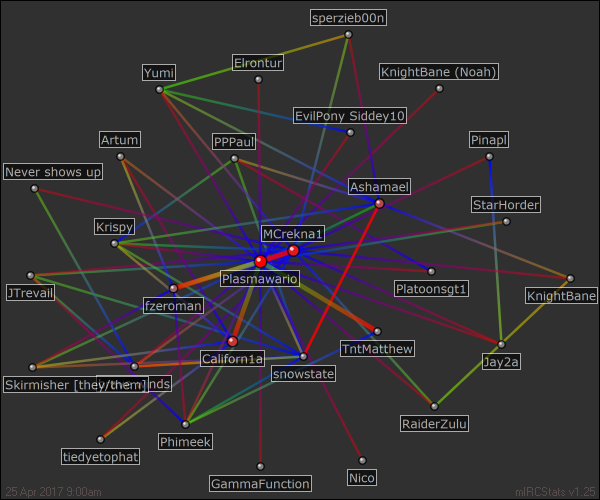 sperzieb00n
Elrontur
Yumi
KnightBane (Noah)
EvilPony Siddey10
Artum
PPPaul
Pinapl
Never shows up
Ashamael
StarHorder
Krispy
MCrekna1
Plasmawario
JTrevail
fzeroman
Platoonsgt1
KnightBane
TntMatthew
Californ1a
Jay2a
snowstate
Skirmisher [they/them]
nds
RaiderZulu
Phimeek
tiedyetophat
Nico
GammaFunction
25 Apr 2017 9:00am
mIRCStats v1.25